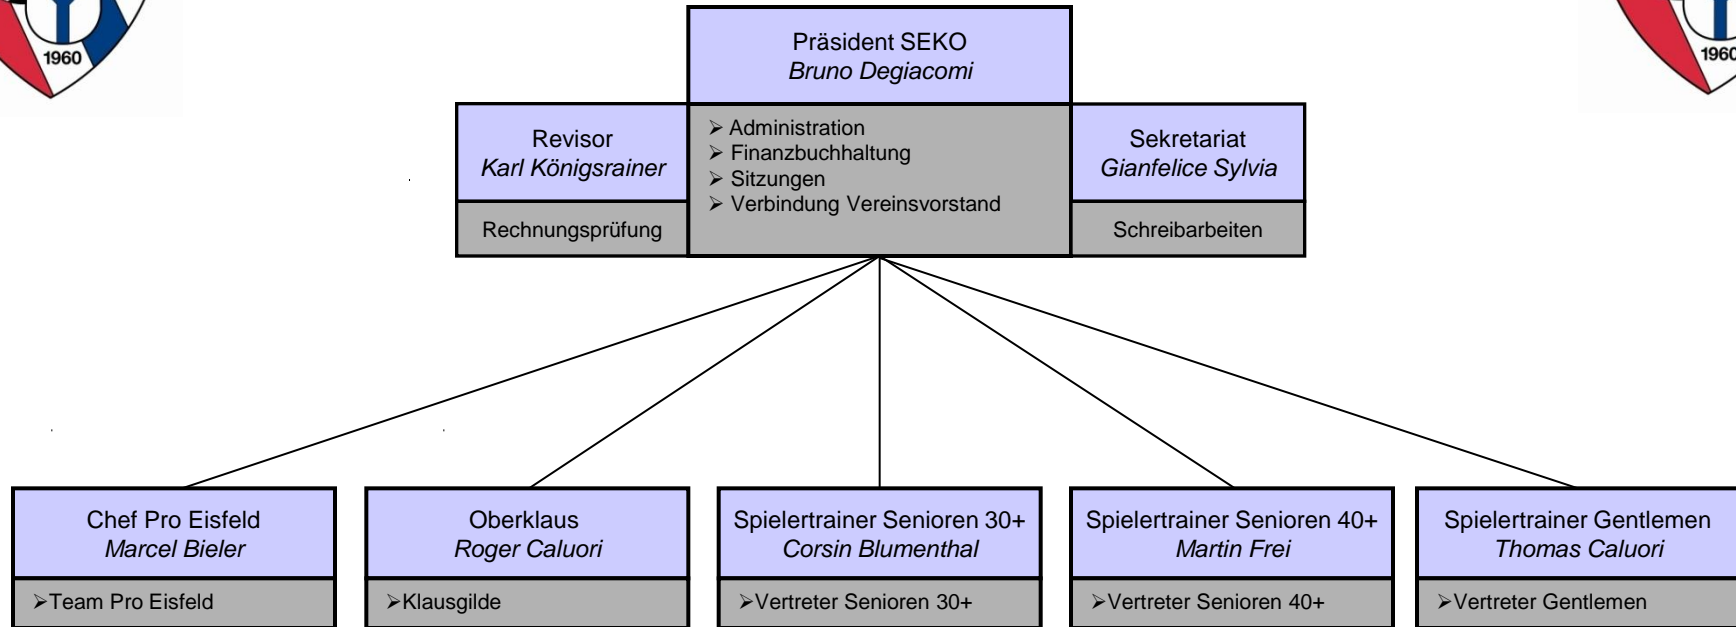 1960
1960
Präsident SEKO
Bruno Degiacomi
Revisor
Karl Königsrainer
Rechnungsprüfung
➢ Administration
➢ Finanzbuchhaltung
➢ Sitzungen
➢ Verbindung Vereinsvorstand
Sekretariat
Gianfelice Sylvia
Schreibarbeiten
Chef Pro Eisfeld
Marcel Bieler
➢Team Pro Eisfeld
Oberklaus
Roger Caluori
➢Klausgilde
Spielertrainer Senioren 30+
Corsin Blumenthal
➢Vertreter Senioren 30+
Spielertrainer Senioren 40+
Martin Frei
➢Vertreter Senioren 40+
Spielertrainer Gentlemen
Thomas Caluori
➢Vertreter Gentlemen